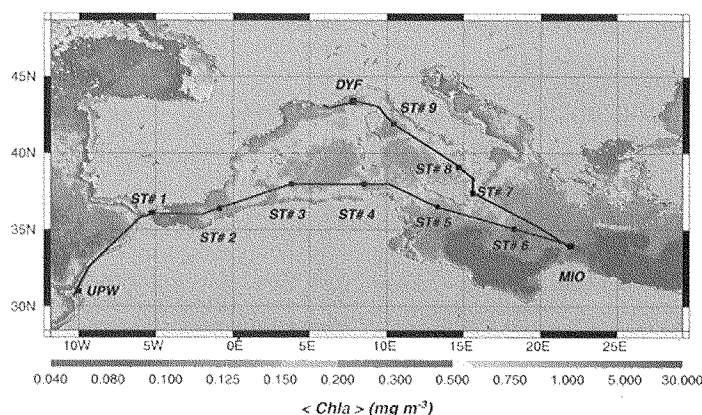 45N
40N
35N
30N
DYF
ST# 9
ST# 8
ST# 7
ST# 1
ST# 2
ST# 3
ST# 4
ST# 5
ST# 6
UPW
MIO
10W 5W 0E 5E 10E 15E 20E 25E
0.040 0.080 0.100 0.125 0.150 0.200 0.300 0.500 0.750 1.000 5.000 30.000
< Chla > (mg m⁻³)